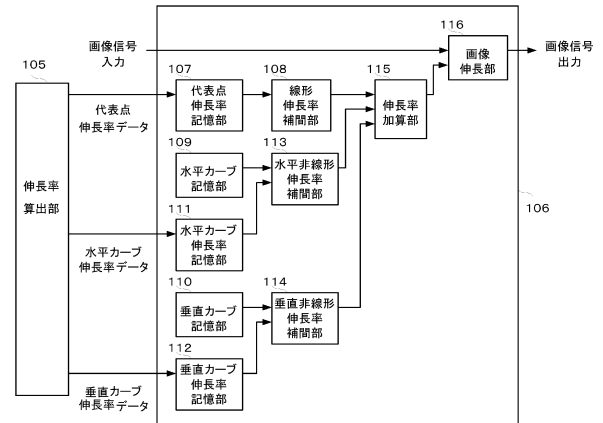 116
画像信号
入力
画像
伸長部
画像信号
出力
105
107
108
115
代表点
伸長率データ
代表点
伸長率
記憶部
線形
伸長率
補間部
伸長率
加算部
109
113
水平カーブ
記憶部
水平非線形
伸長率
補間部
伸長率
算出部
111
106
水平カーブ
伸長率
記憶部
水平カーブ
伸長率データ
110
114
垂直カーブ
記憶部
垂直非線形
伸長率
補間部
112
垂直カーブ
伸長率
記憶部
垂直カーブ
伸長率データ